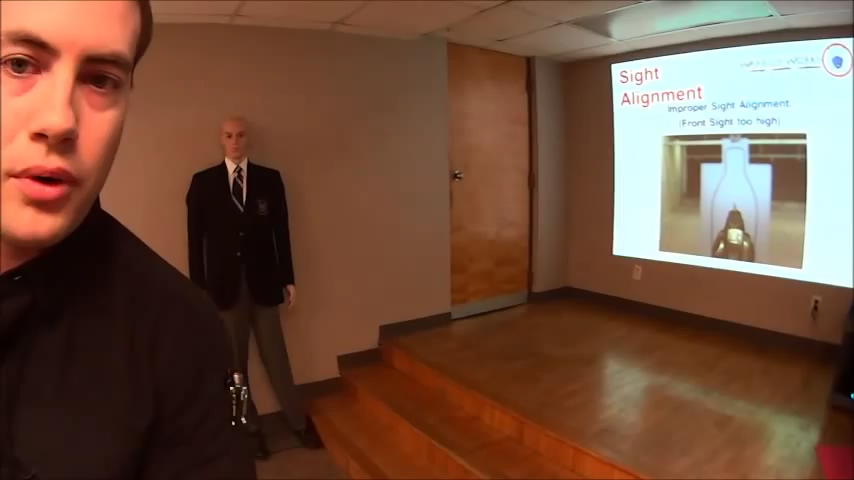 Sight
Alignment
Improper Sight Alignment
(Front Sight too high)